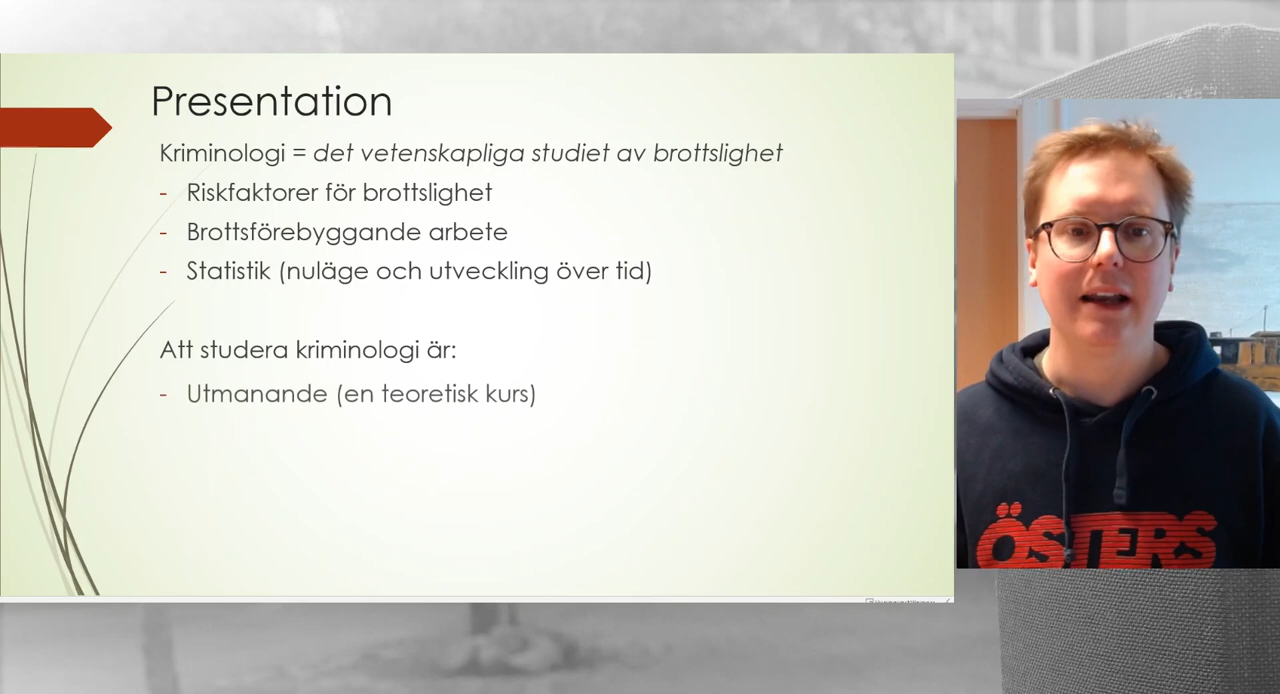 Presentation
Kriminologi = det vetenskapliga studiet av brottslighet
- Riskfaktorer för brottslighet
- Brottsförebyggande arbete
- Statistik (nuläge och utveckling över tid)
Att studera kriminologi är:
- Utmanande (en teoretisk kurs)
ÖSTERS